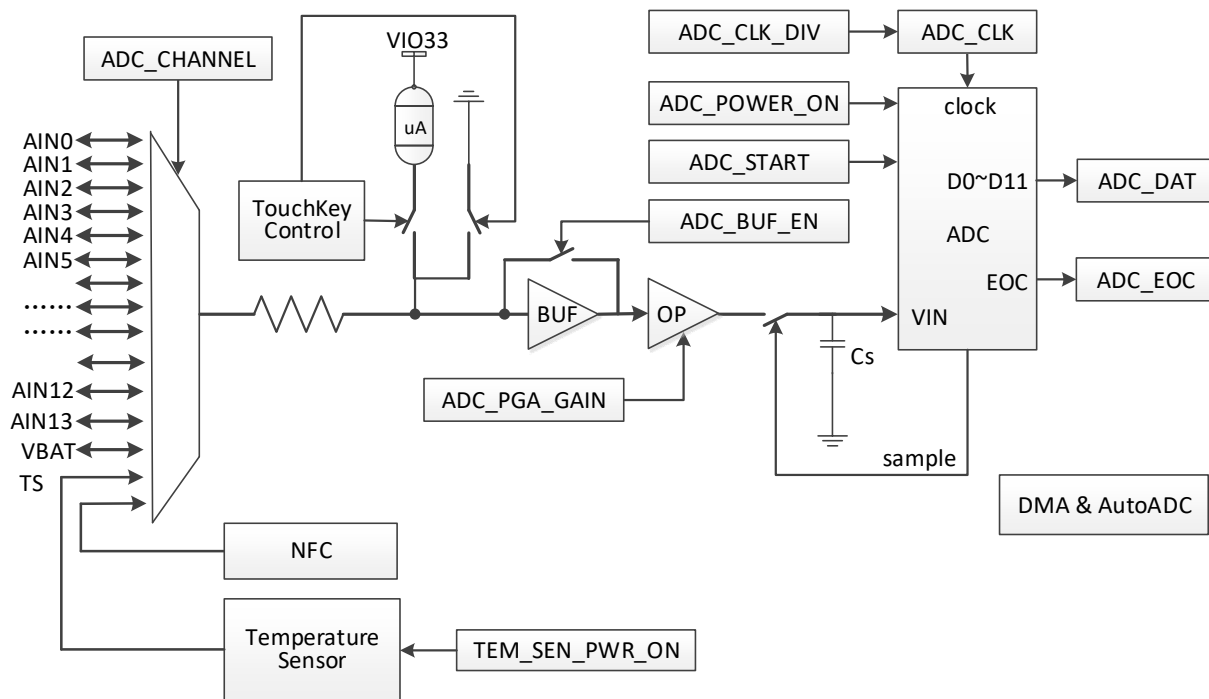 ADC_CHANNEL
VIO33
uA
TouchKey
Control
ADC_CLK_DIV
ADC_CLK
ADC_POWER_ON
clock
ADC_START
D0~D11
ADC_DAT
ADC
ADC_BUF_EN
EOC
ADC_EOC
AIN0
AIN1
AIN2
AIN3
AIN4
AIN5
……
……
AIN12
AIN13
VBAT
TS
BUF
OP
VIN
Cs
ADC_PGA_GAIN
sample
DMA & AutoADC
NFC
Temperature
Sensor
TEM_SEN_PWR_ON